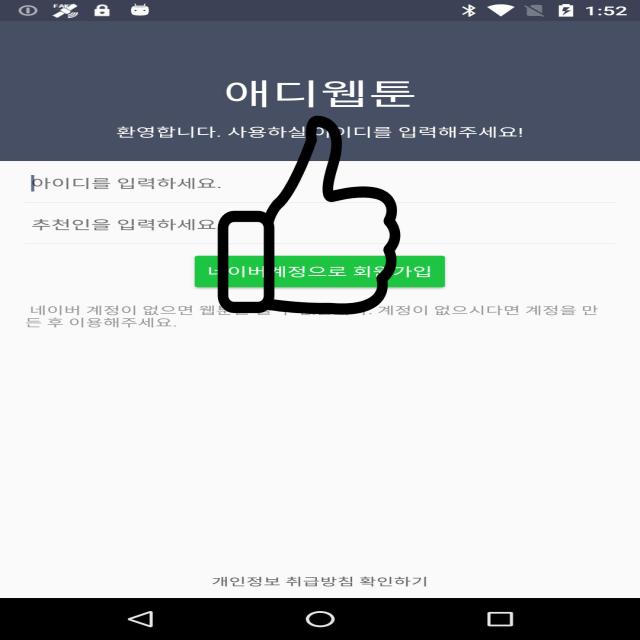 1:52
애디웹툰
환영합니다. 사용하실 아이디를 입력해주세요!
아이디를 입력하세요.
추천인을 입력하세요
네이버계정으로 회원가입
네이버 계정이 없으면 웹툰을 계정이 없으시다면 계정을 만
든 후 이용해주세요.
개인정보 취급방침 확인하기